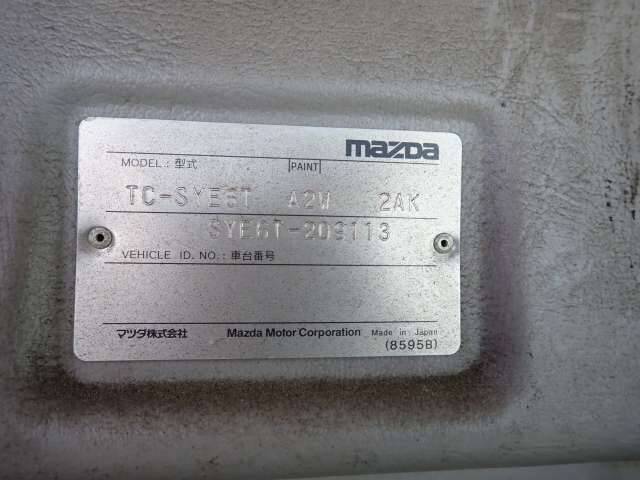 mazda
MODEL : 型式 PAINT
TC-SYE6T A2W 2AK
SYE6T-209113
VEHICLE ID. NO. : 車台番号
マツダ株式会社 Mazda Motor Corporation Made in Japan
(8595B)